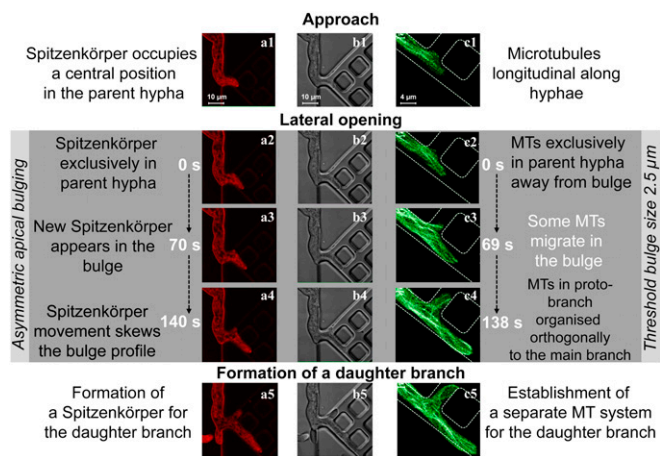 Approach
Spitzenkörper occupies
a central position
in the parent hypha
a1
10 µm
b1
10 µm
c1
4 µm
Microtubules
longitudinal along
hyphae
Lateral opening
Asymmetric apical bulging
Spitzenkörper
exclusively in
parent hypha
0 s
a2
b2
c2
0 s
MTs exclusively
in parent hypha
away from bulge
Threshold bulge size 2.5 µm
New Spitzenkörper
appears in the
bulge
70 s
a3
b3
c3
69 s
Some MTs
migrate in
the bulge
Spitzenkörper
movement skews
the bulge profile
140 s
a4
b4
c4
138 s
MTs in proto-
branch
organised
orthogonally
to the main branch
Formation of a daughter branch
Formation of
a Spitzenkörper for
the daughter branch
a5
b5
c5
Establishment of
a separate MT system
for the daughter branch